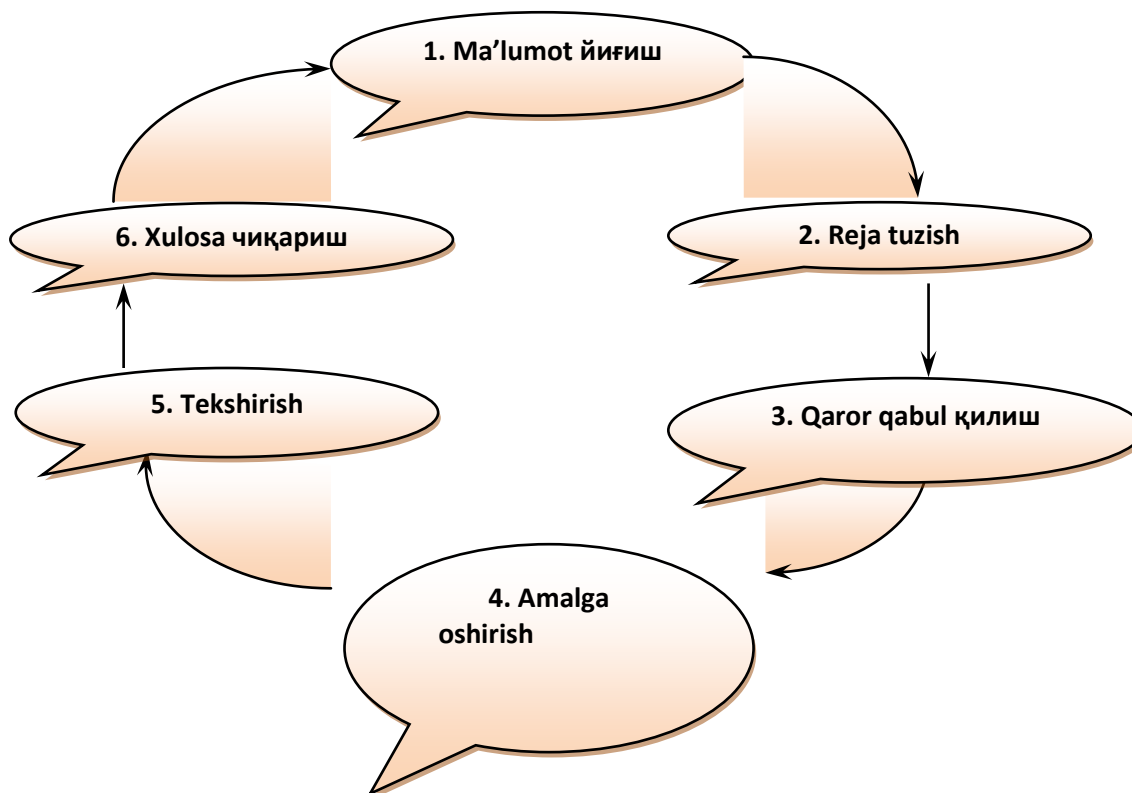 1. Ma’lumot йиғиш
2. Reja tuzish
3. Qaror qabul қилиш
4. Amalga
oshirish
5. Tekshirish
6. Xulosa чиқариш